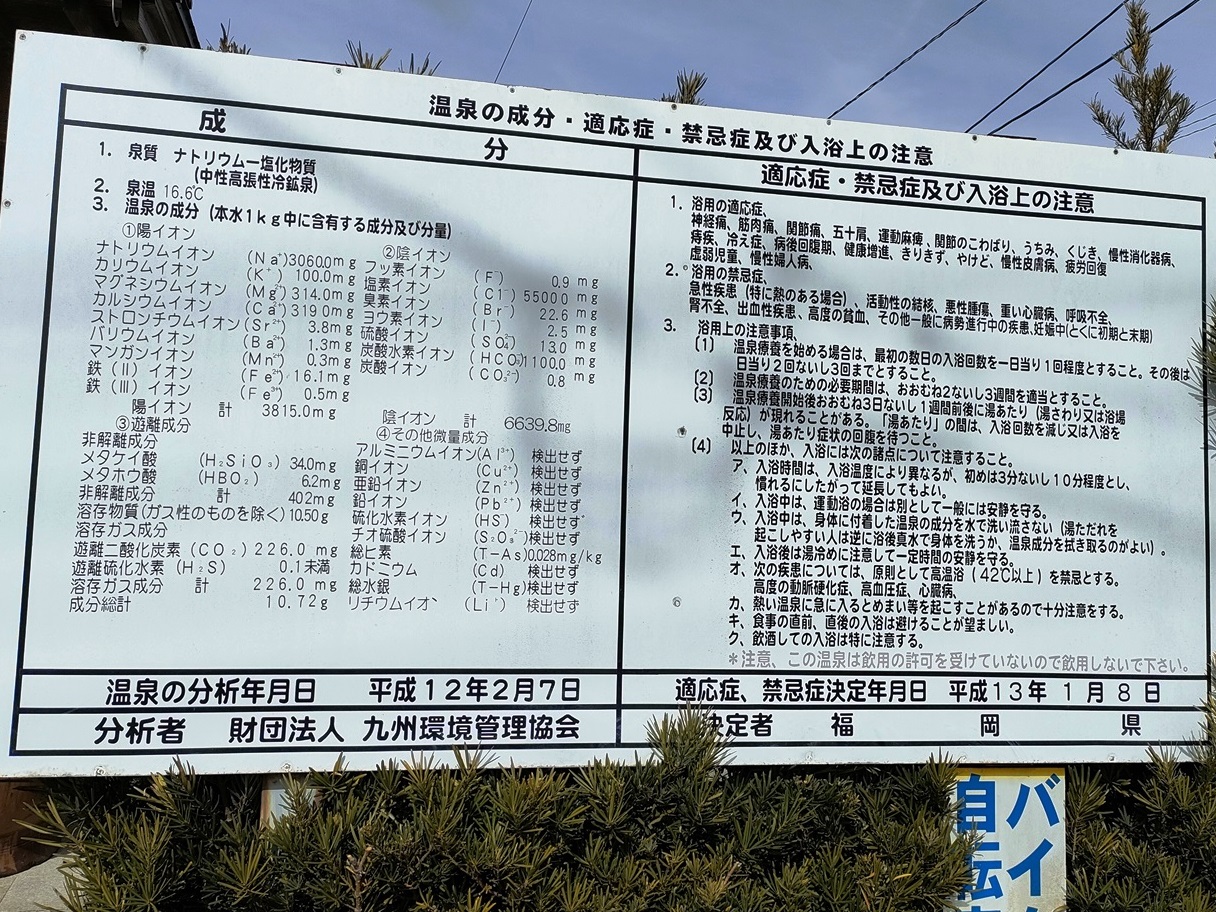 温泉の成分・適応症・禁忌症及び入浴上の注意
成分
1. 泉質 ナトリウムー塩化物質
(中性高張性冷鉱泉)
2. 泉温 16.6℃
3. 温泉の成分 (本水1kg中に含有する成分及び分量)
①陽イオン
ナトリウムイオン (Na⁺) 3060.0mg
カリウムイオン (K⁺) 100.0mg
マグネシウムイオン (Mg²⁺) 314.0mg
カルシウムイオン (Ca²⁺) 319.0mg
ストロンチウムイオン (Sr²⁺) 3.8mg
バリウムイオン (Ba²⁺) 1.3mg
マンガンイオン (Mn²⁺) 0.3mg
鉄(II)イオン (Fe²⁺) 16.1mg
鉄(III)イオン (Fe³⁺) 0.5mg
陽イオン 計 3815.0mg
②陰イオン
フッ素イオン (F⁻) 0.9 mg
塩素イオン (Cl⁻) 5500.0 mg
臭素イオン (Br⁻) 22.6 mg
ヨウ素イオン (I⁻) 2.5 mg
硫酸イオン (SO₄²⁻) 13.0 mg
炭酸水素イオン (HCO₃⁻) 1100.0 mg
炭酸イオン (CO₃²⁻) 0.8 mg
陰イオン 計 6639.8mg
③遊離成分
非解離成分
メタケイ酸 (H₂SiO₃) 34.0mg
メタホウ酸 (HBO₂) 6.2mg
非解離成分 計 402mg
溶存物質(ガス性のものを除く) 10.50g
溶存ガス成分
遊離二酸化炭素 (CO₂) 226.0 mg
遊離硫化水素 (H₂S) 0.1未満
溶存ガス成分 計 226.0 mg
成分総計 10.72g
④その他微量成分
アルミニウムイオン (Al³⁺) 検出せず
銅イオン (Cu²⁺) 検出せず
亜鉛イオン (Zn²⁺) 検出せず
鉛イオン (Pb²⁺) 検出せず
硫化水素イオン (HS) 検出せず
チオ硫酸イオン (S₂O₃²⁻) 検出せず
総ヒ素 (T-As) 0.028mg/kg
カドミウム (Cd) 検出せず
総水銀 (T-Hg) 検出せず
リチウムイオン (Li⁺) 検出せず
温泉の分析年月日 平成12年2月7日
分析者 財団法人 九州環境管理協会
適応症・禁忌症及び入浴上の注意
1. 浴用の適応症、
神経痛、筋肉痛、関節痛、五十肩、運動麻痺、関節のこわばり、うちみ、くじき、慢性消化器病、
痔疾、冷え症、病後回復期、健康増進、きりきず、やけど、慢性皮膚病、疲労回復
虚弱児童、慢性婦人病、
2. 浴用の禁忌症、
急性疾患(特に熱のある場合)、活動性の結核、悪性腫瘍、重い心臓病、呼吸不全、
腎不全、出血性疾患、高度の貧血、その他一般に病勢進行中の疾患、妊娠中(とくに初期と末期)
3. 浴用上の注意事項、
(1) 温泉療養を始める場合は、最初の数日の入浴回数を一日当り1回程度とすること。その後は
日当り2回ないし3回までとすること。
(2) 温泉療養のための必要期間は、おおむね2ないし3週間を適当とすること。
(3) 温泉療養開始後おおむね3日ないし1週間前後に湯あたり(湯さわり又は浴場
反応)が現れることがある。「湯あたり」の間は、入浴回数を減じ又は入浴を
中止し、湯あたり症状の回腹を待つこと。
(4) 以上のほか、入浴には次の諸点について注意すること。
ア、入浴時間は、入浴温度により異なるが、初めは3分ないし10分程度とし、
慣れるにしたがって延長してもよい。
イ、入浴中は、運動浴の場合は別として一般には安静を守る。
ウ、入浴中は、身体に付着した温泉の成分を水で洗い流さない(湯ただれを
起こしやすい人は逆に浴後真水で身体を洗うか、温泉成分を拭き取るのがよい)。
エ、入浴後は湯冷めに注意して一定時間の安静を守る。
オ、次の疾患については、原則として高温浴(42℃以上)を禁忌とする。
高度の動脈硬化症、高血圧症、心臓病、
カ、熱い温泉に急に入るとめまい等を起こすことがあるので十分注意をする。
キ、食事の直前、直後の入浴は避けることが望ましい。
ク、飲酒しての入浴は特に注意する。
＊注意、この温泉は飲用の許可を受けていないので飲用しないで下さい。
適応症、禁忌症決定年月日 平成13年1月8日
決定者 福岡県
バイ
自転